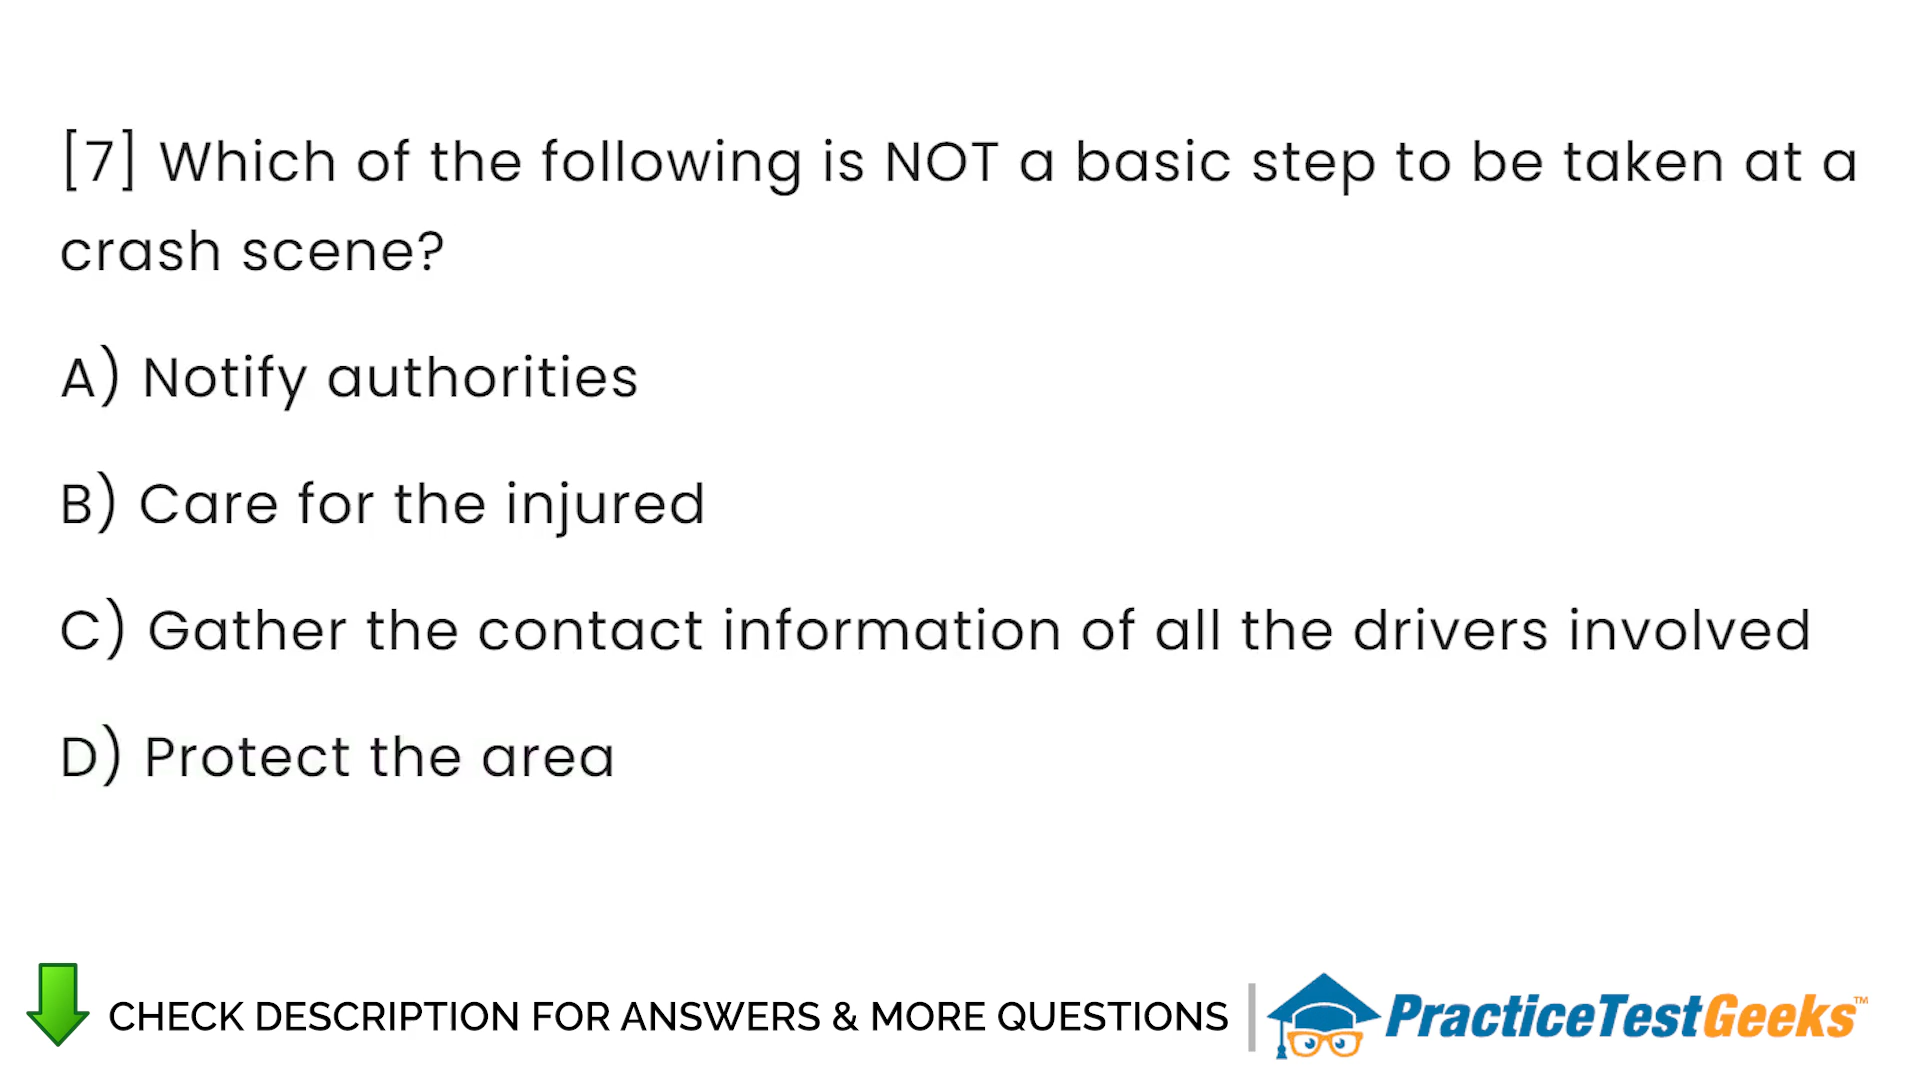 [7] Which of the following is NOT a basic step to be taken at a
crash scene?
A) Notify authorities
B) Care for the injured
C) Gather the contact information of all the drivers involved
D) Protect the area
CHECK DESCRIPTION FOR ANSWERS & MORE QUESTIONS
PracticeTestGeeks™